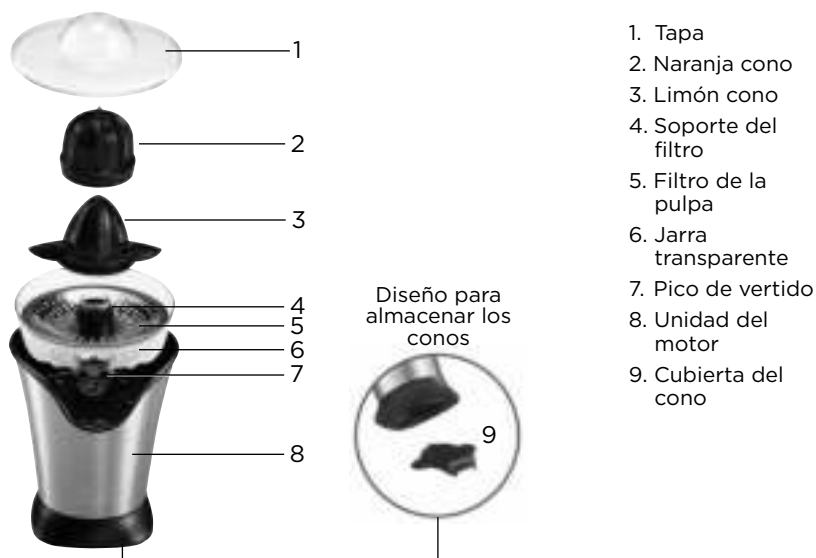 1
2
3
4
5
6
7
8
Diseño para
almacenar los
conos
9
1. Tapa
2. Naranja cono
3. Limón cono
4. Soporte del
filtro
5. Filtro de la
pulpa
6. Jarra
transparente
7. Pico de vertido
8. Unidad del
motor
9. Cubierta del
cono